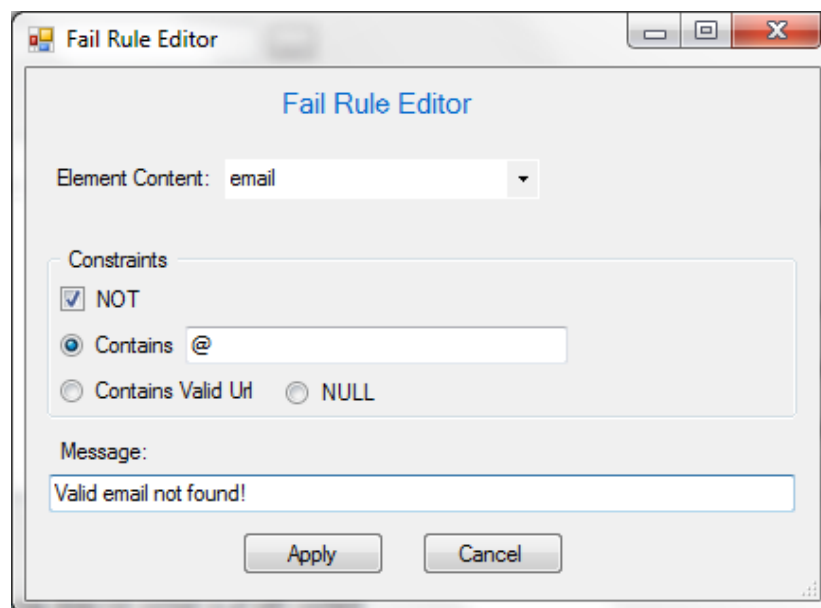 Fail Rule Editor
Fail Rule Editor
Element Content: email
Constraints
NOT
Contains @
Contains Valid Url NULL
Message:
Valid email not found!
Apply Cancel